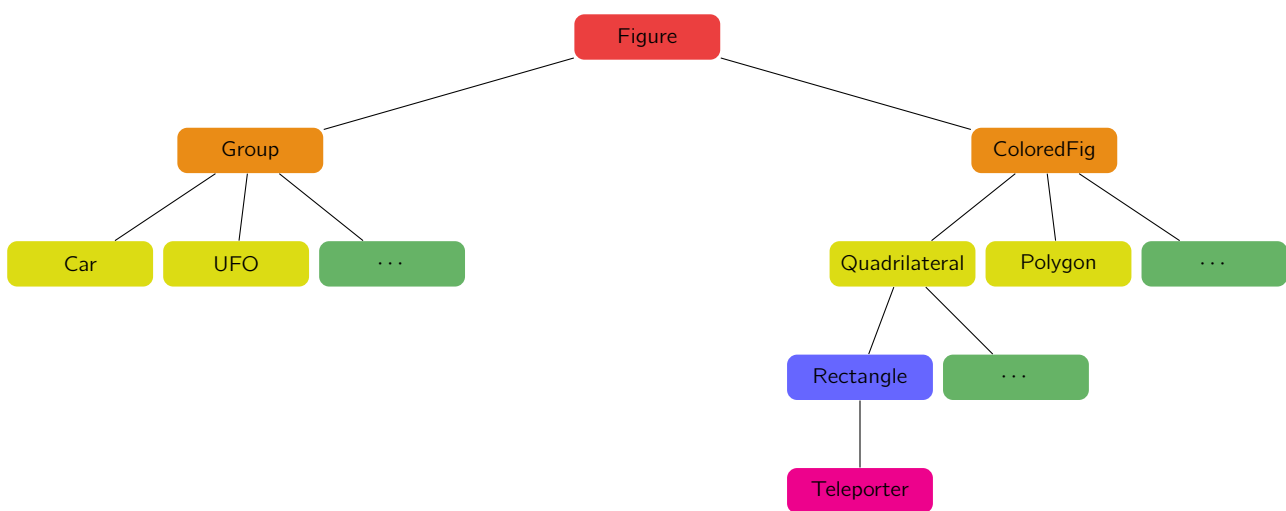 Figure
Group
ColoredFig
Car
UFO
···
Quadrilateral
Polygon
···
Rectangle
···
Teleporter